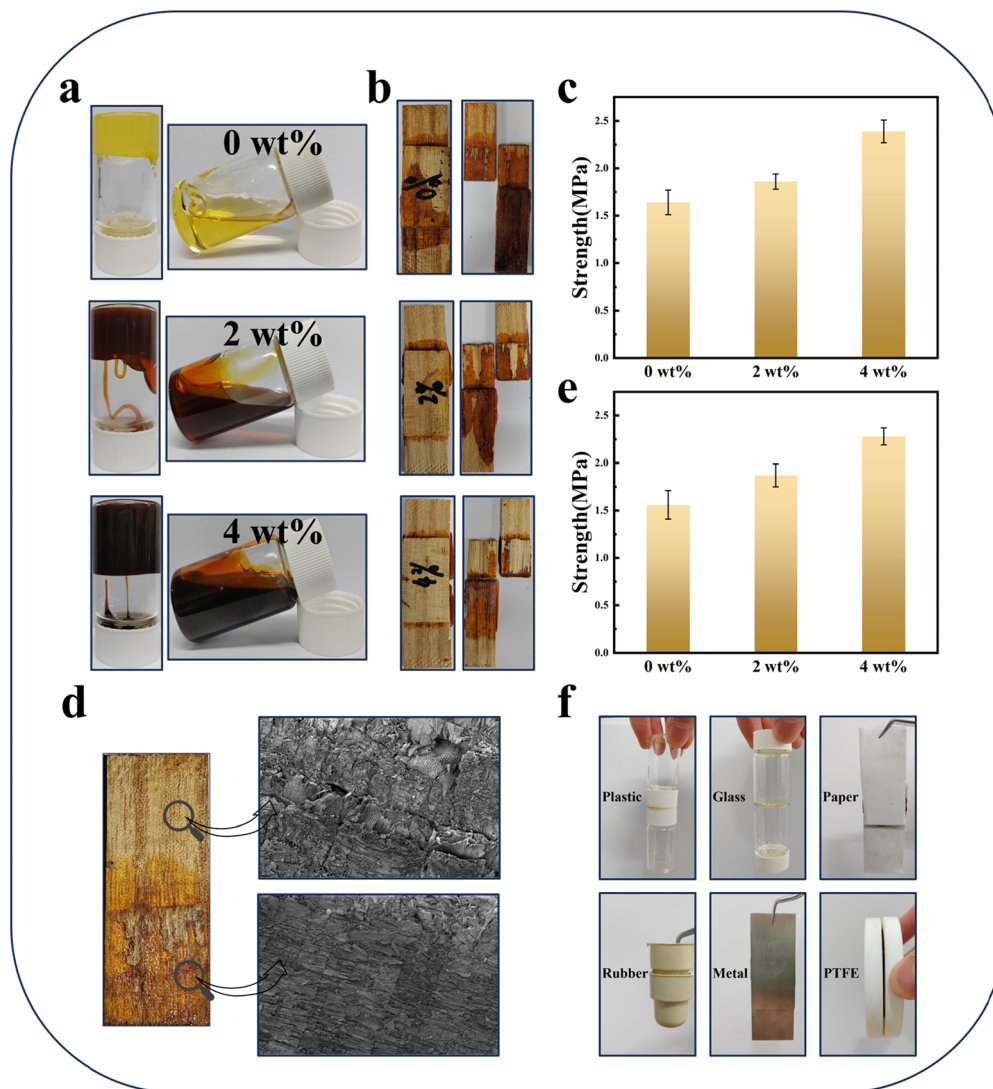 a
0 wt%
2 wt%
4 wt%
b
0%
2%
4%
c
Strength(MPa)
2.5
2.0
1.5
1.0
0.5
0.0
0 wt%
2 wt%
4 wt%
e
Strength(MPa)
2.5
2.0
1.5
1.0
0.5
0.0
0 wt%
2 wt%
4 wt%
d
f
Plastic
Glass
Paper
Rubber
Metal
PTFE